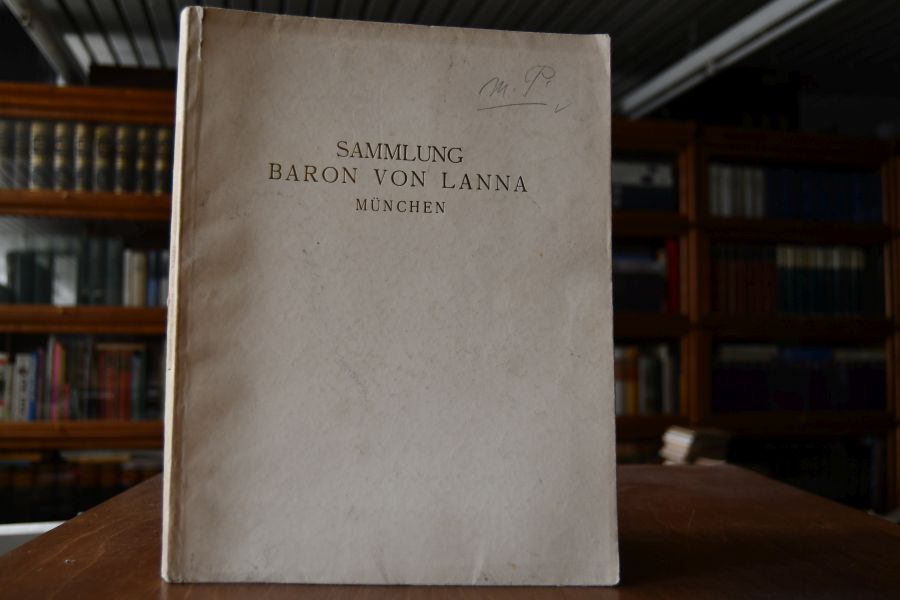 m. P.
SAMMLUNG
BARON VON LANNA
MÜNCHEN